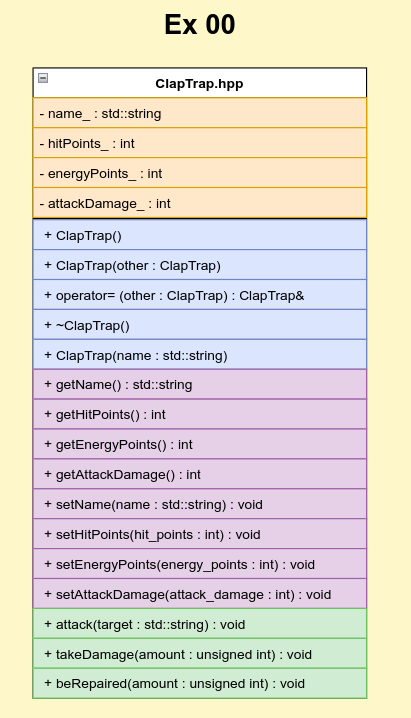 Ex 00
ClapTrap.hpp
- name_ : std::string
- hitPoints_ : int
- energyPoints_ : int
- attackDamage_ : int
+ ClapTrap()
+ ClapTrap(other : ClapTrap)
+ operator= (other : ClapTrap) : ClapTrap&
+ ~ClapTrap()
+ ClapTrap(name : std::string)
+ getName() : std::string
+ getHitPoints() : int
+ getEnergyPoints() : int
+ getAttackDamage() : int
+ setName(name : std::string) : void
+ setHitPoints(hit_points : int) : void
+ setEnergyPoints(energy_points : int) : void
+ setAttackDamage(attack_damage : int) : void
+ attack(target : std::string) : void
+ takeDamage(amount : unsigned int) : void
+ beRepaired(amount : unsigned int) : void